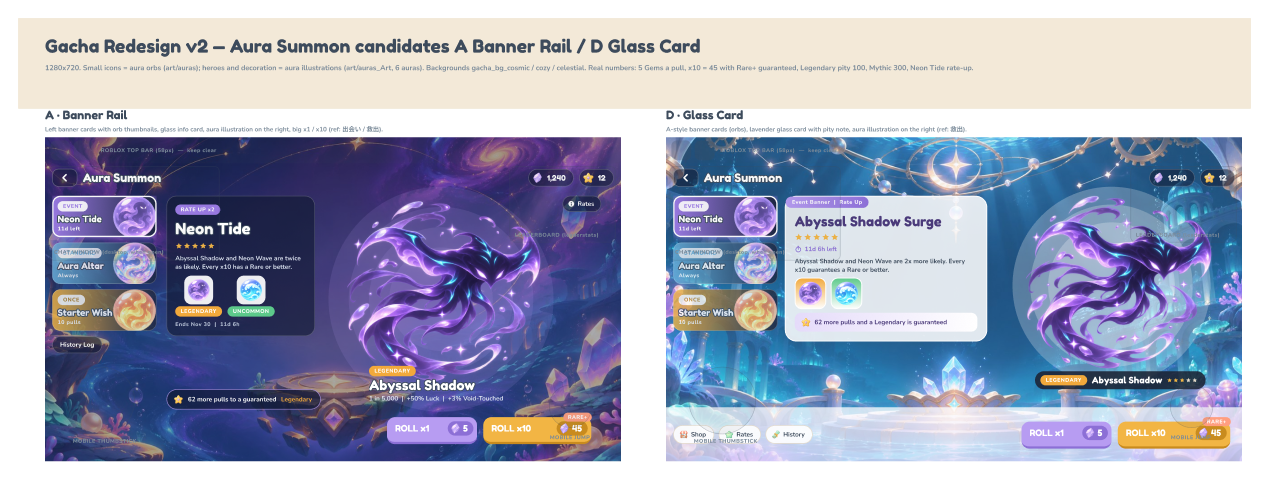 Gacha Redesign v2 — Aura Summon candidates A Banner Rail / D Glass Card
1280x720. Small icons = aura orbs (art/auras); heroes and decoration = aura illustrations (art/auras_Art, 6 auras). Backgrounds gacha_bg_cosmic / cozy / celestial. Real numbers: 5 Gems a pull, x10 = 45 with Rare+ guaranteed, Legendary pity 100, Mythic 300, Neon Tide rate-up.
A · Banner Rail
Left banner cards with orb thumbnails, glass info card, aura illustration on the right, big x1 / x10 (ref: 出会い / 救出).
ROBLOX TOP BAR (58px) — keep clear
Aura Summon
1,240
12
EVENT
Neon Tide
11d left
Aura Altar
Always
ONCE
Starter Wish
10 pulls
History Log
RATE UP x2
Neon Tide
Abyssal Shadow and Neon Wave are twice
as likely. Every x10 has a Rare or better.
LEGENDARY
UNCOMMON
Ends Nov 30 | 11d 6h
Rates
62 more pulls to a guaranteed Legendary
LEGENDARY
Abyssal Shadow
1 in 5,000 | +50% Luck | +3% Void-Touched
MOBILE THUMBSTICK
ROLL x1
5
ROLL x10
RARE+
45
MOBILE JUMP
D · Glass Card
A-style banner cards (orbs), lavender glass card with pity note, aura illustration on the right (ref: 救出).
ROBLOX TOP BAR (58px) — keep clear
Aura Summon
1,240
12
EVENT
Neon Tide
11d left
Aura Altar
Always
ONCE
Starter Wish
10 pulls
Event Banner | Rate Up
Abyssal Shadow Surge
11d 6h left
Abyssal Shadow and Neon Wave are 2x more likely. Every
x10 guarantees a Rare or better.
62 more pulls and a Legendary is guaranteed
LEGENDARY
Abyssal Shadow
Shop
Rates
History
MOBILE THUMBSTICK
ROLL x1
5
ROLL x10
RARE+
45